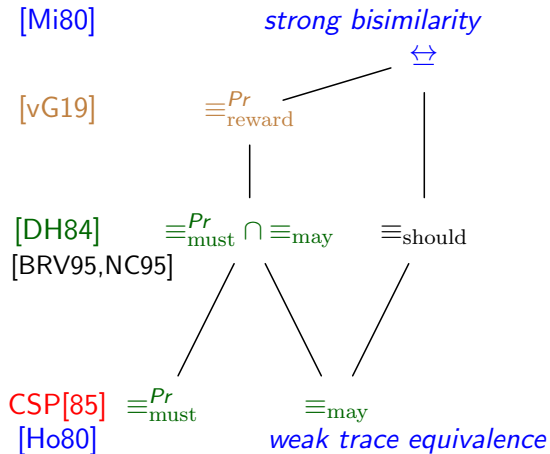 [Mi80] strong bisimilarity
↔
[vG19] ≡^Pr_reward
[DH84] ≡^Pr_must ∩ ≡_may ≡_should
[BRV95,NC95]
CSP[85] ≡^Pr_must ≡_may
[Ho80] weak trace equivalence